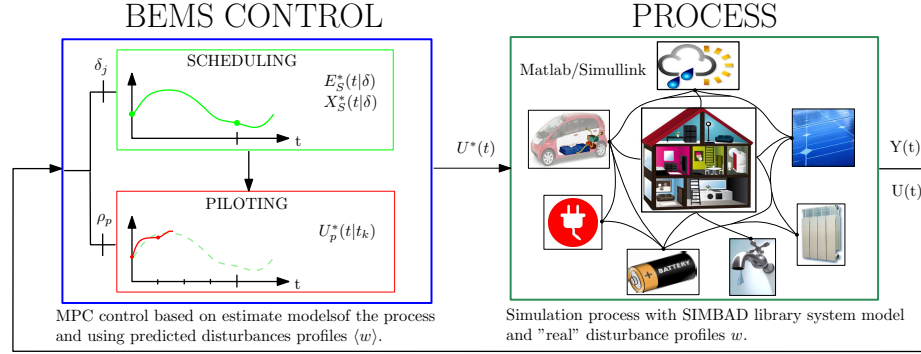 BEMS CONTROL
PROCESS
δ_j
SCHEDULING
E*_S(t|δ)
X*_S(t|δ)
t
ρ_p
PILOTING
U*_p(t|t_k)
t
U*(t)
Matlab/Simullink
BATTERY
Y(t)
U(t)
MPC control based on estimate modelsof the process
and using predicted disturbances profiles ⟨w⟩.
Simulation process with SIMBAD library system model
and "real" disturbance profiles w.